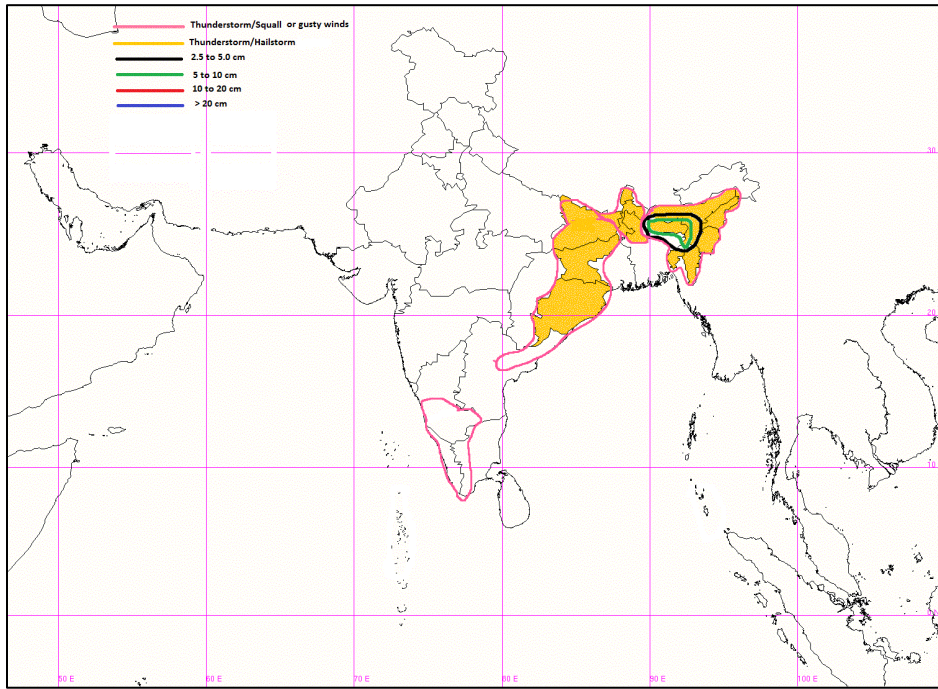 Thunderstorm/Squall or gusty winds
Thunderstorm/Hailstorm
2.5 to 5.0 cm
5 to 10 cm
10 to 20 cm
> 20 cm
30
20
10
50 E
60 E
70 E
80 E
90 E
100 E